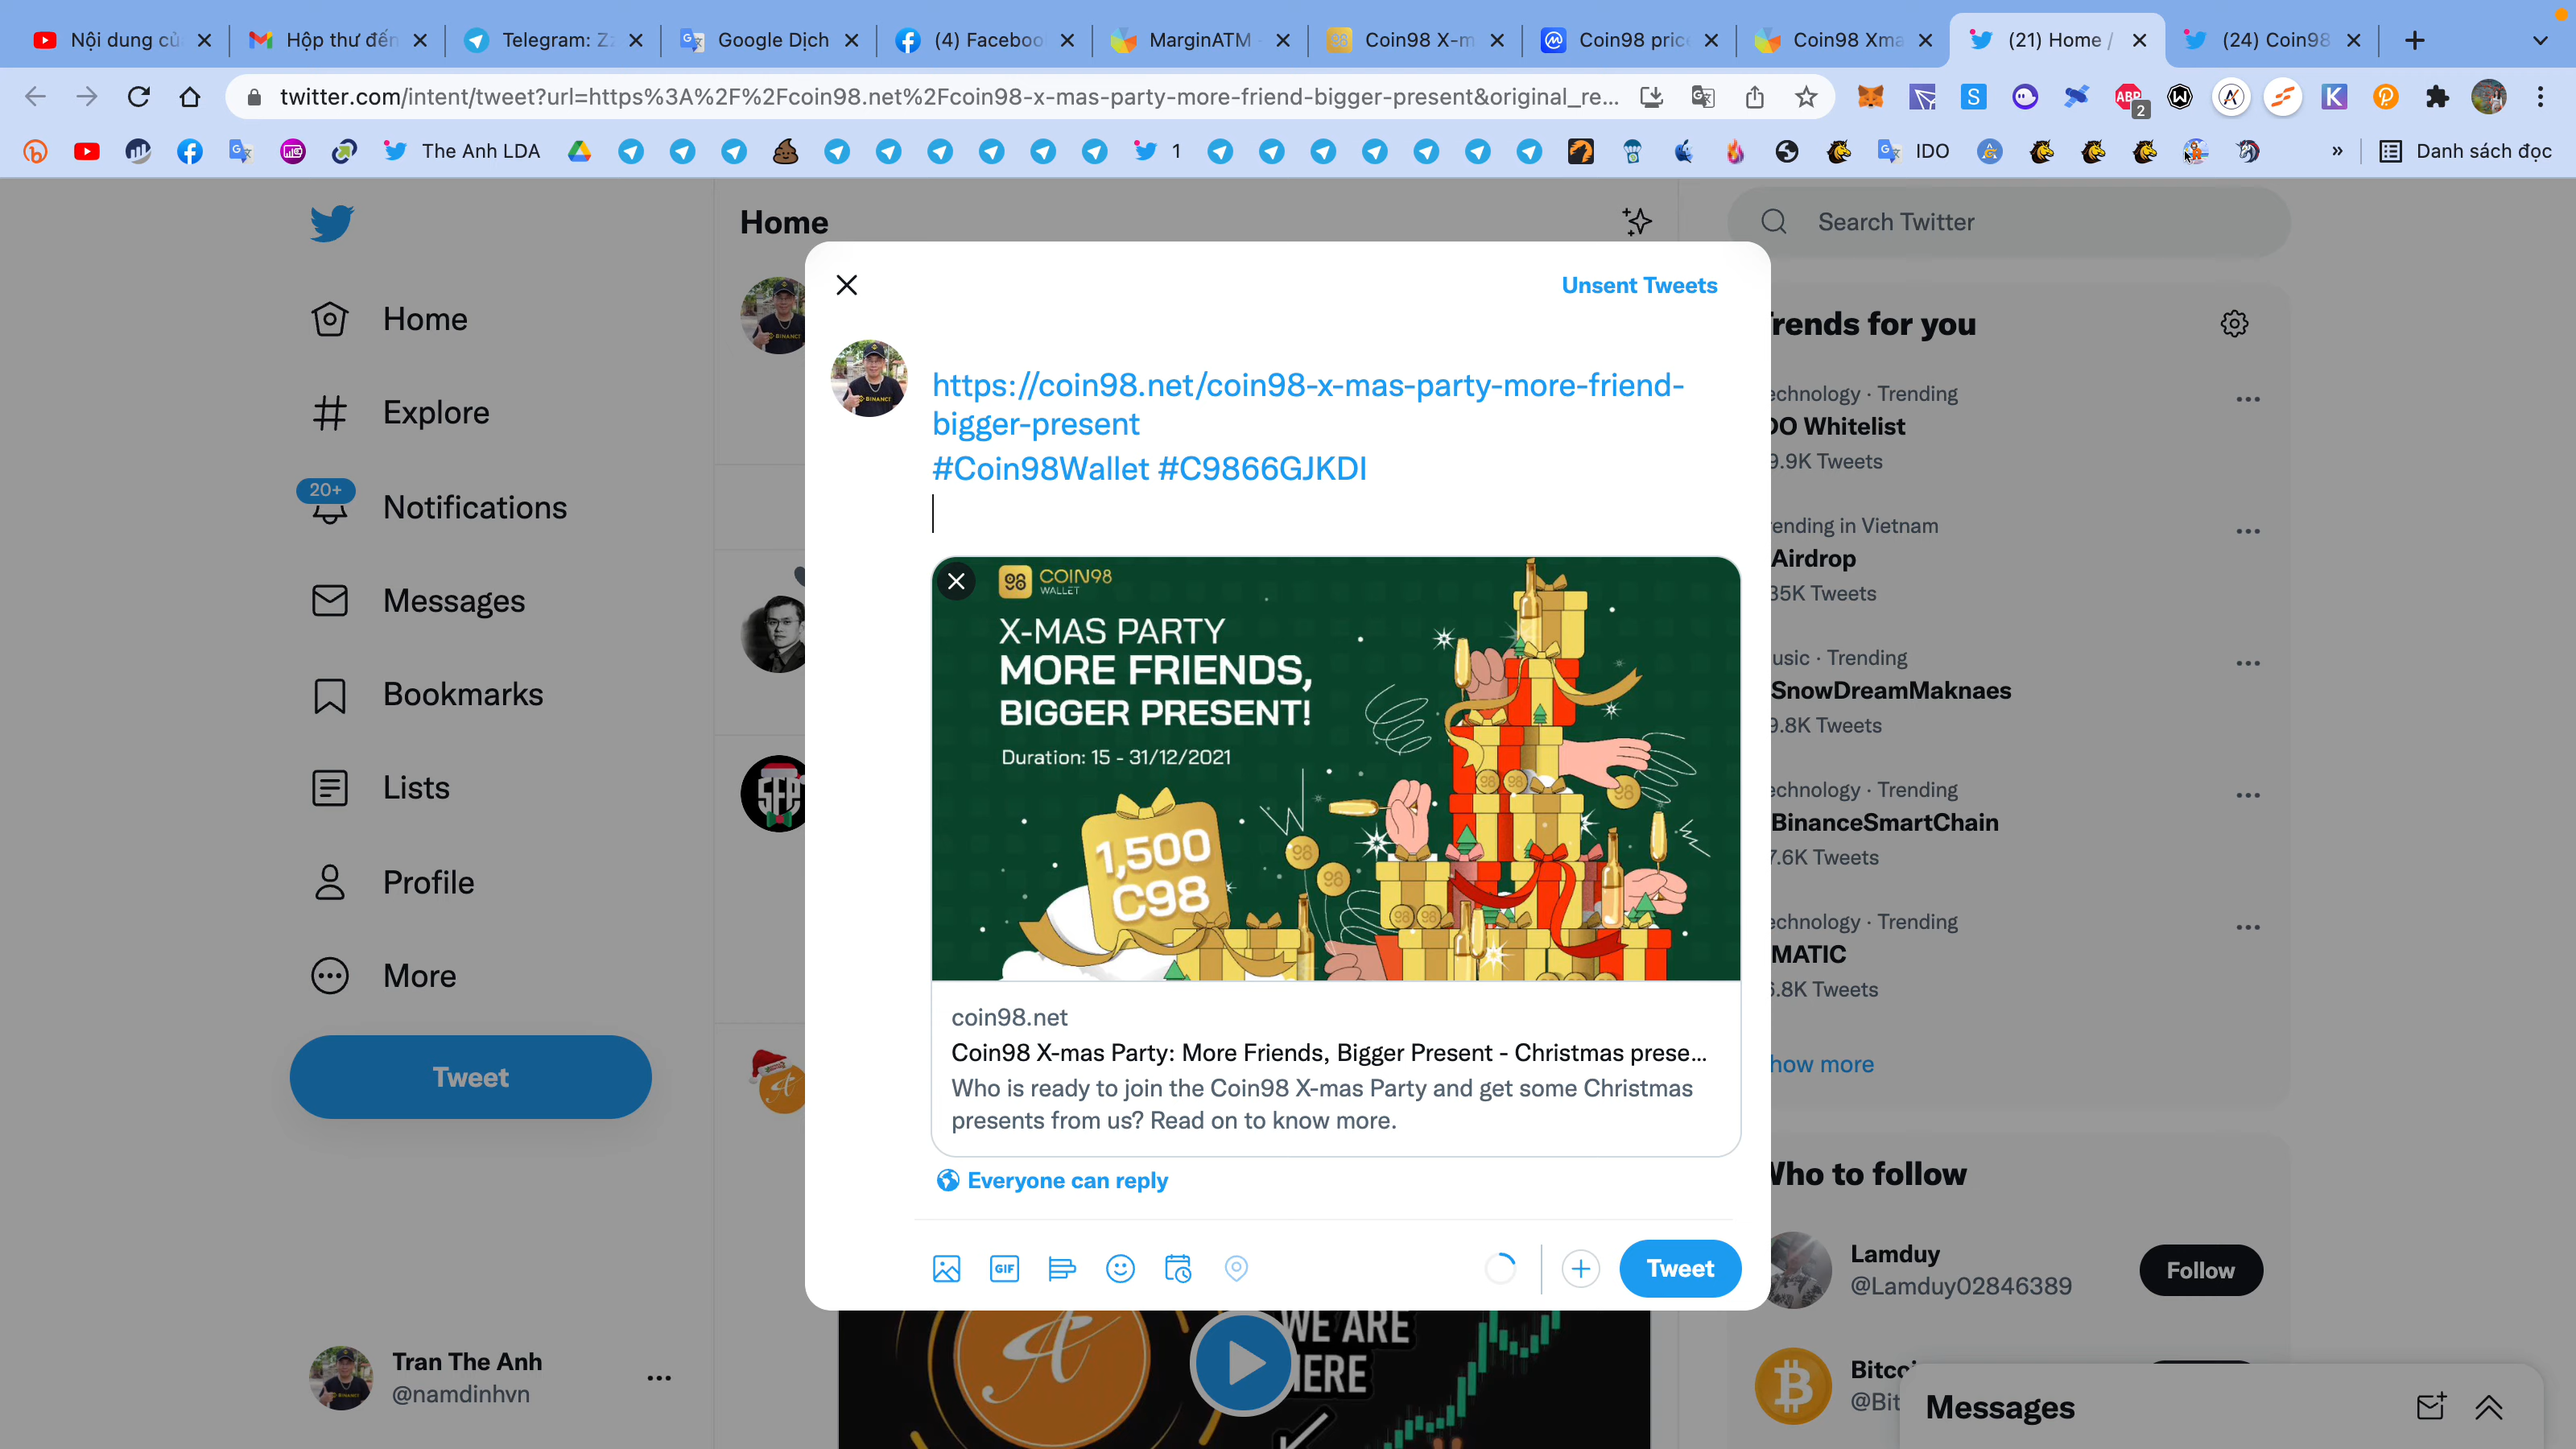 Nội dung củ
Hộp thư đến
Telegram: Z
Google Dịch
(4) Faceboo
MarginATM
Coin98 X-m
Coin98 pric
Coin98 Xma
(21) Home /
(24) Coin98
twitter.com/intent/tweet?url=https%3A%2F%2Fcoin98.net%2Fcoin98-x-mas-party-more-friend-bigger-present&original_re...
ABP
2
The Anh LDA
1
IDO
»
Danh sách đọc
Home
Explore
20+
Notifications
Messages
Bookmarks
Lists
Profile
More
Tweet
Tran The Anh
@namdinhvn
Home
Unsent Tweets
https://coin98.net/coin98-x-mas-party-more-friend-
bigger-present
#Coin98Wallet #C9866GJKDI
98 COIN98
WALLET
X-MAS PARTY
MORE FRIENDS,
BIGGER PRESENT!
Duration: 15 - 31/12/2021
1,500
C98
coin98.net
Coin98 X-mas Party: More Friends, Bigger Present - Christmas prese...
Who is ready to join the Coin98 X-mas Party and get some Christmas
presents from us? Read on to know more.
Everyone can reply
GIF
Tweet
WE ARE
HERE
Search Twitter
rends for you
echnology · Trending
DO Whitelist
9.9K Tweets
rending in Vietnam
Airdrop
35K Tweets
usic · Trending
SnowDreamMaknaes
9.8K Tweets
echnology · Trending
BinanceSmartChain
7.6K Tweets
echnology · Trending
MATIC
6.8K Tweets
how more
Who to follow
Lamduy
@Lamduy02846389
Follow
Bitco
@Bit
Messages